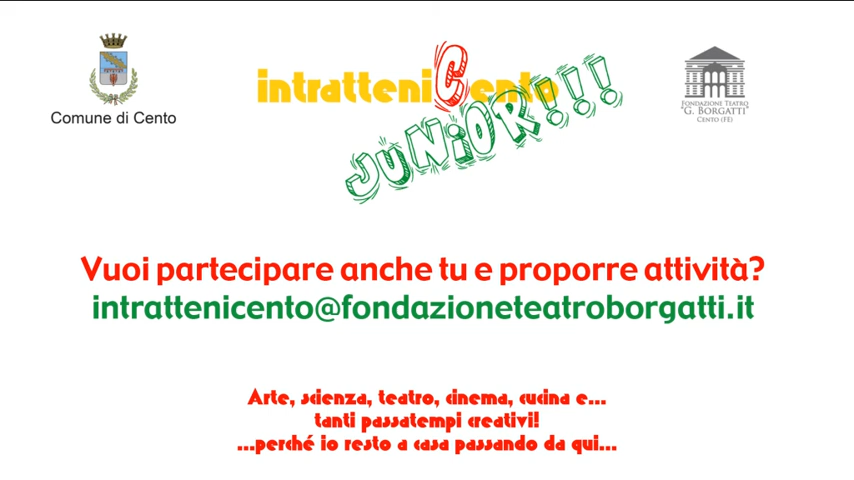 Comune di Cento
intratteniCento
JUNiOR!!!
FONDAZIONE TEATRO
"G. BORGATTI"
CENTO (FE)
Vuoi partecipare anche tu e proporre attività?
intrattenicento@fondazioneteatroborgatti.it
Arte, scienza, teatro, cinema, cucina e...
tanti passatempi creativi!
...perché io resto a casa passando da qui...